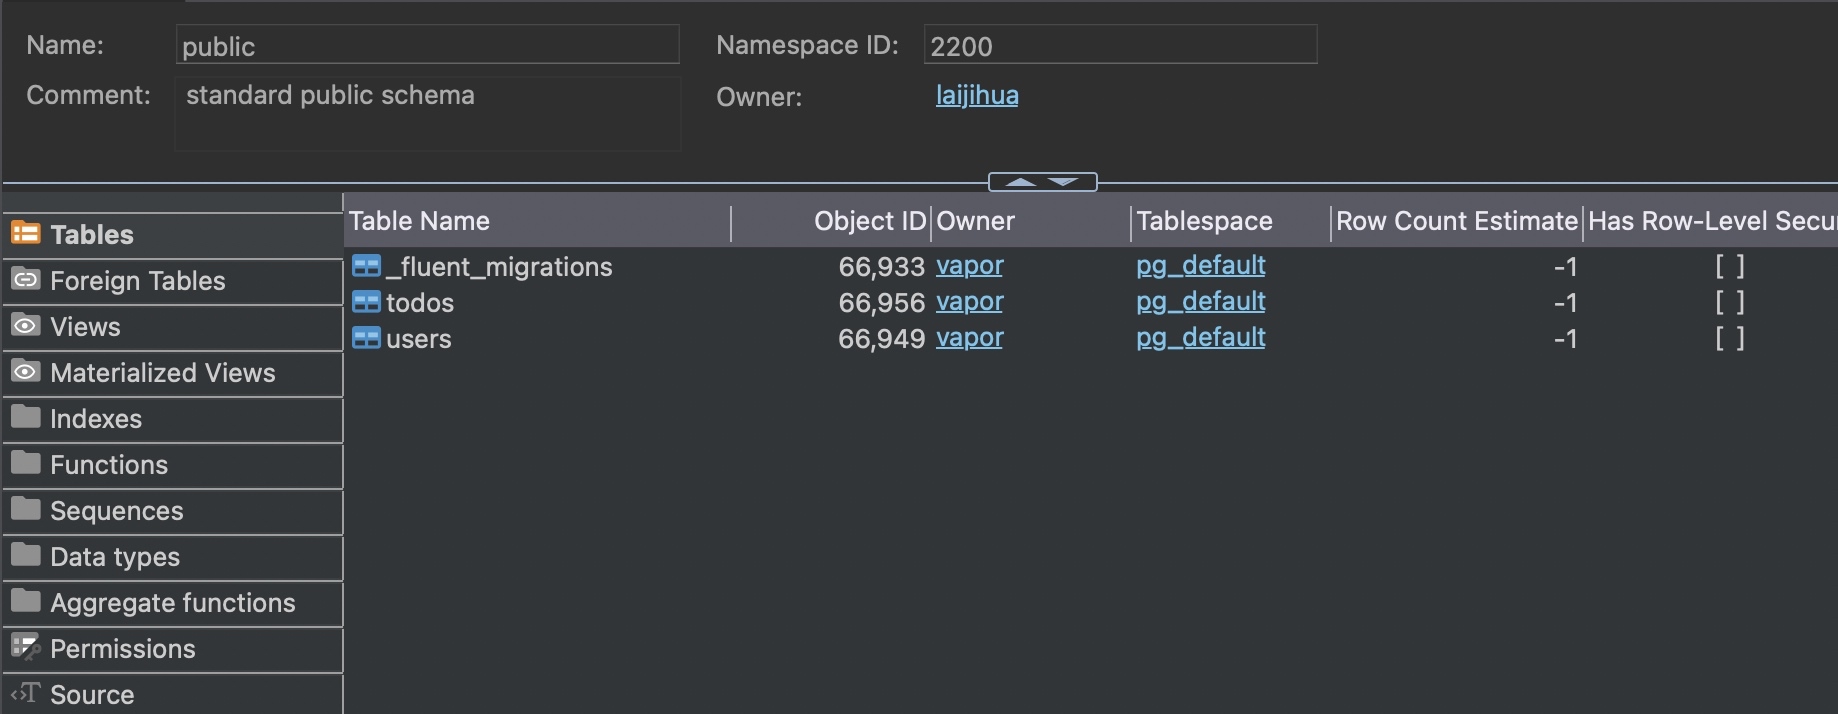 Name: public Namespace ID: 2200
Comment: standard public schema Owner: laijihua
Table Name Object ID Owner Tablespace Row Count Estimate Has Row-Level Secur
_fluent_migrations 66,933 vapor pg_default -1 [ ]
todos 66,956 vapor pg_default -1 [ ]
users 66,949 vapor pg_default -1 [ ]
Tables
Foreign Tables
Views
Materialized Views
Indexes
Functions
Sequences
Data types
Aggregate functions
Permissions
Source